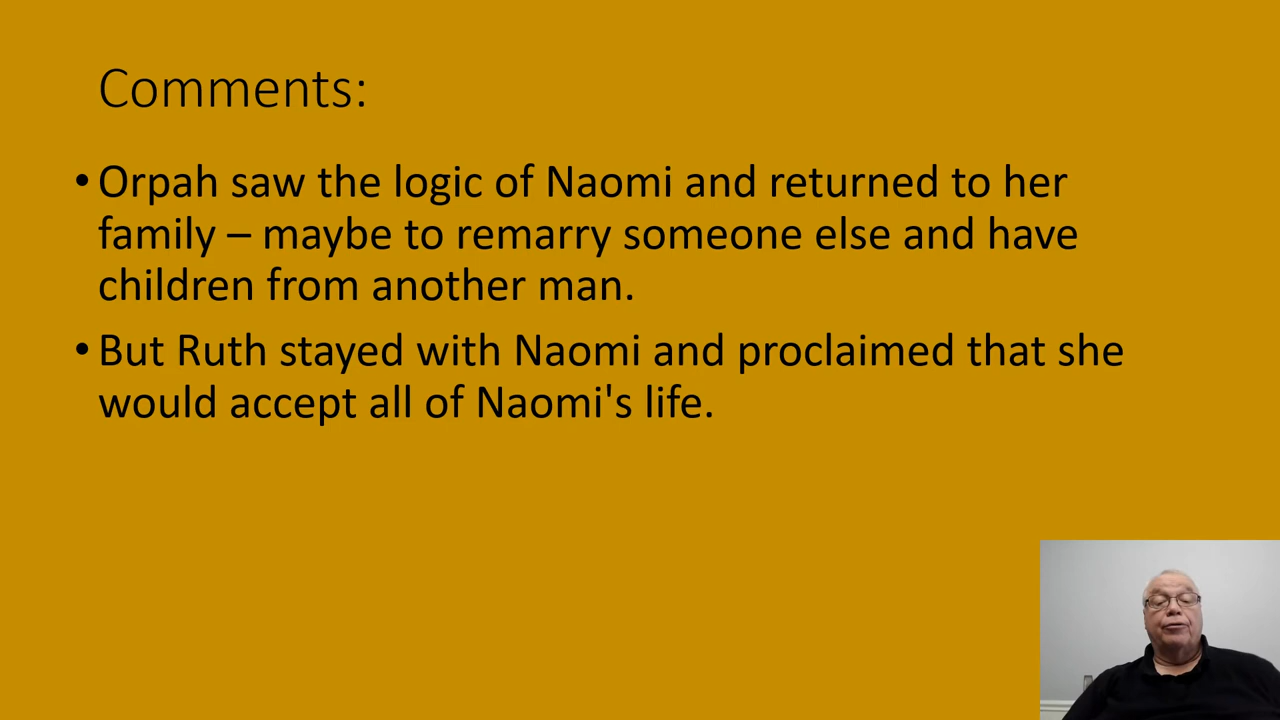 Comments:
• Orpah saw the logic of Naomi and returned to her
family – maybe to remarry someone else and have
children from another man.
• But Ruth stayed with Naomi and proclaimed that she
would accept all of Naomi's life.